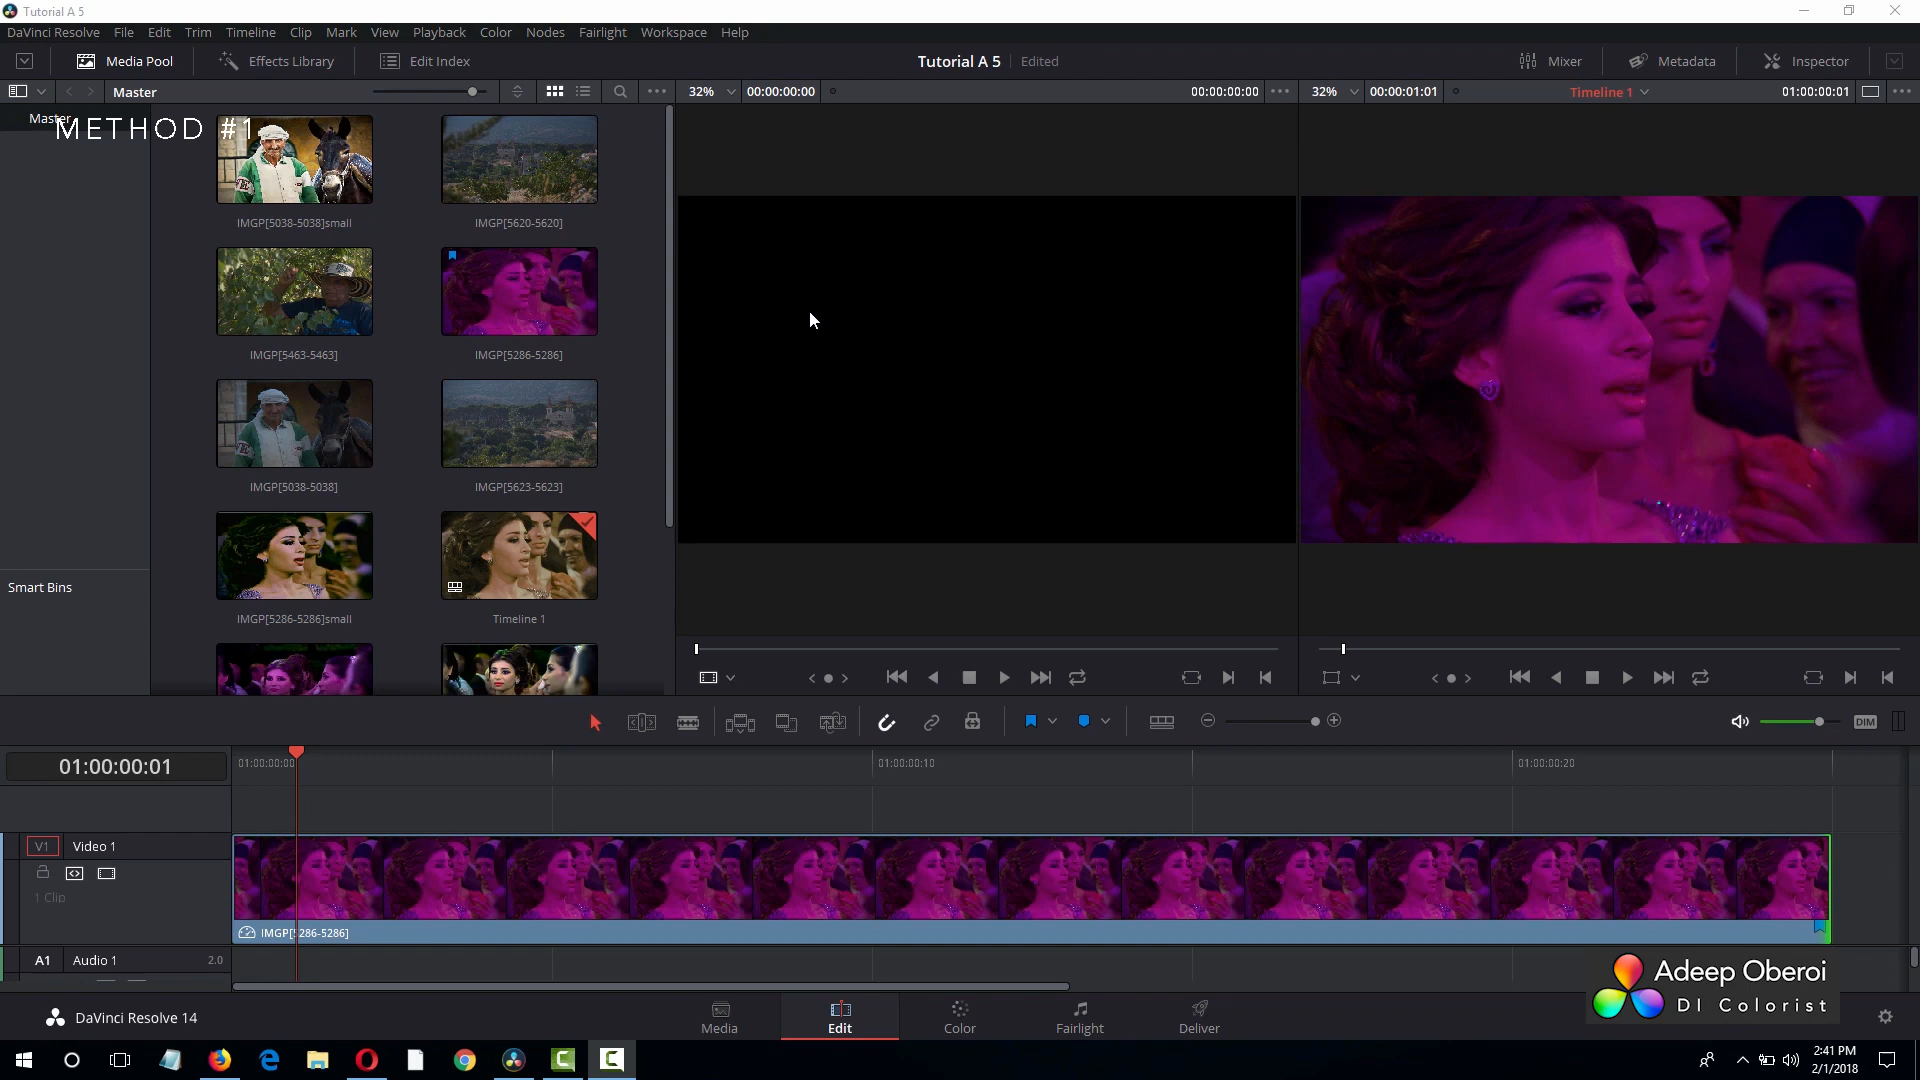 Tutorial A 5
DaVinci Resolve File Edit Trim Timeline Clip Mark View Playback Color Nodes Fairlight Workspace Help
Media Pool Effects Library Edit Index Tutorial A 5 Edited Mixer Metadata Inspector
Master 32% 00:00:00:00 00:00:00:00 32% 00:00:01:01 Timeline 1 01:00:00:01
Master
METHOD #1
IMGP[5038-5038]small IMGP[5620-5620]
IMGP[5463-5463] IMGP[5286-5286]
IMGP[5038-5038] IMGP[5623-5623]
Smart Bins
IMGP[5286-5286]small Timeline 1
DIM
01:00:00:01 01:00:00:00 01:00:00:10 01:00:00:20
V1 Video 1
1 Clip
IMGP[5286-5286]
A1 Audio 1 2.0
Adeep Oberoi
DI Colorist
DaVinci Resolve 14 Media Edit Color Fairlight Deliver
2:41 PM
2/1/2018